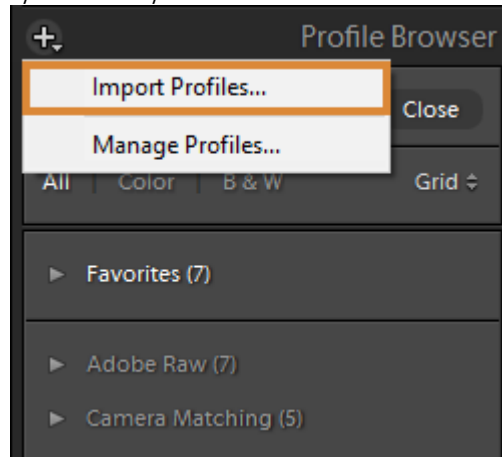 Profile Browser
Import Profiles...
Close
Manage Profiles...
All Color B & W Grid
Favorites (7)
Adobe Raw (7)
Camera Matching (5)